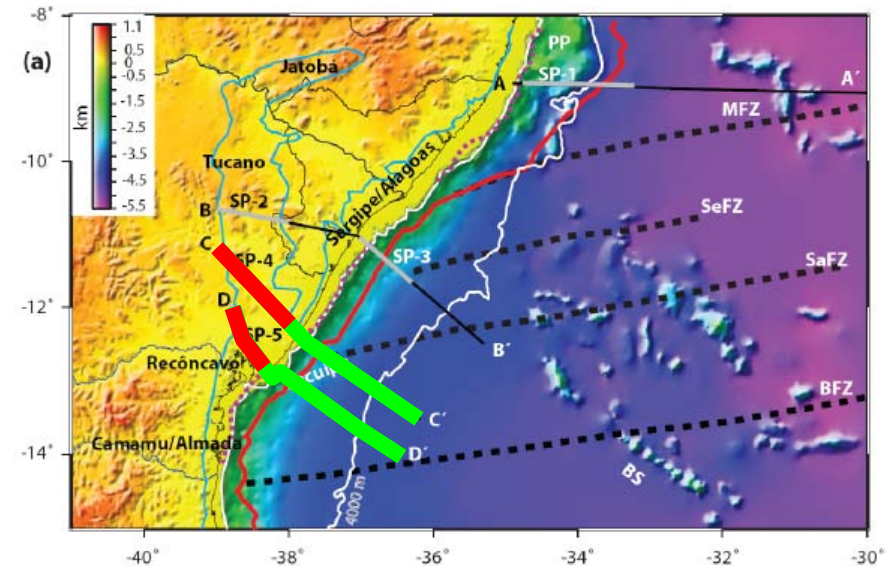 (a)
1.1
0.5
0
-0.5
-1.5
-2.5
-3.5
-4.5
-5.5
km
-8˚
-10˚
-12˚
-14˚
-40˚
-38˚
-36˚
-34˚
-32˚
-30˚
Jatobá
PP
A
SP-1
A´
MFZ
Tucano
Sergipe/Alagoas
B
SP-2
SeFZ
C
SP-4
SP-3
SaFZ
D
SP-5
B´
Recôncavo
BFZ
C´
Camamu/Almada
D´
BS
4000 m